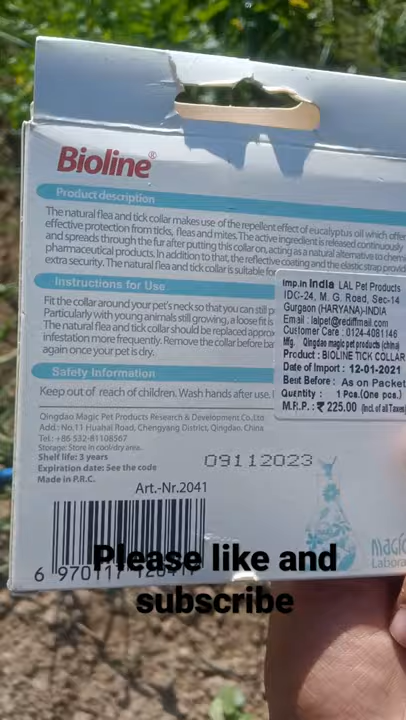 Bioline®
Product description
The natural flea and tick collar makes use of the repellent effect of eucalyptus oil which offe
effective protection from ticks, fleas and mites. The active ingredient is released continuously
and spreads through the fur after putting this collar on, acting as a natural alternative to chem
pharmaceutical products. In addition to that, the reflective coating and the elastic strap provid
extra security. The natural flea and tick collar is suitable for
Instructions for Use
Fit the collar around your pet's neck so that you can still p
Particularly with young animals still growing, a loose fit is
The natural flea and tick collar should be replaced approx
infestation more frequently. Remove the collar before ba
again once your pet is dry.
Safety Information
Keep out of reach of children. Wash hands after use.
Imp.in India LAL Pet Products
IDC-24, M. G. Road, Sec-14
Gurgaon (HARYANA)-INDIA
Email : lalpet@rediffmail.com
Customer Care : 0124-4081146
Mfg. Qingdao magic pet products (china)
Product : BIOLINE TICK COLLAR
Date of Import : 12-01-2021
Best Before : As on Packet
Quantity : 1 Pcs.(One pcs.)
M.R.P. : ₹ 225.00 (Incl. of all Taxes)
Qingdao Magic Pet Products Research & Development Co.Ltd
Add.: No.11 Huahai Road, Chengyang District, Qingdao China
Tel.: +86 532-81108567
Storage: Store in cool/dry area.
Shelf life: 3 years
Expiration date: See the code
Made in P.R.C.
09112023
Art.-Nr.2041
Magic
Labora
Please like and
subscribe